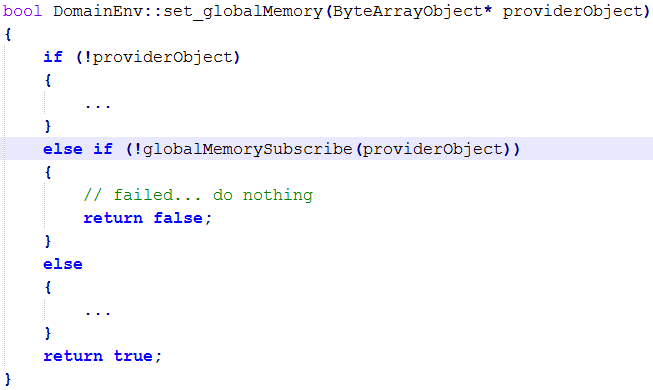 bool DomainEnv::set_globalMemory(ByteArrayObject* providerObject)
{
    if (!providerObject)
    {
        ...
    }
    else if (!globalMemorySubscribe(providerObject))
    {
        // failed... do nothing
        return false;
    }
    else
    {
        ...
    }
    return true;
}